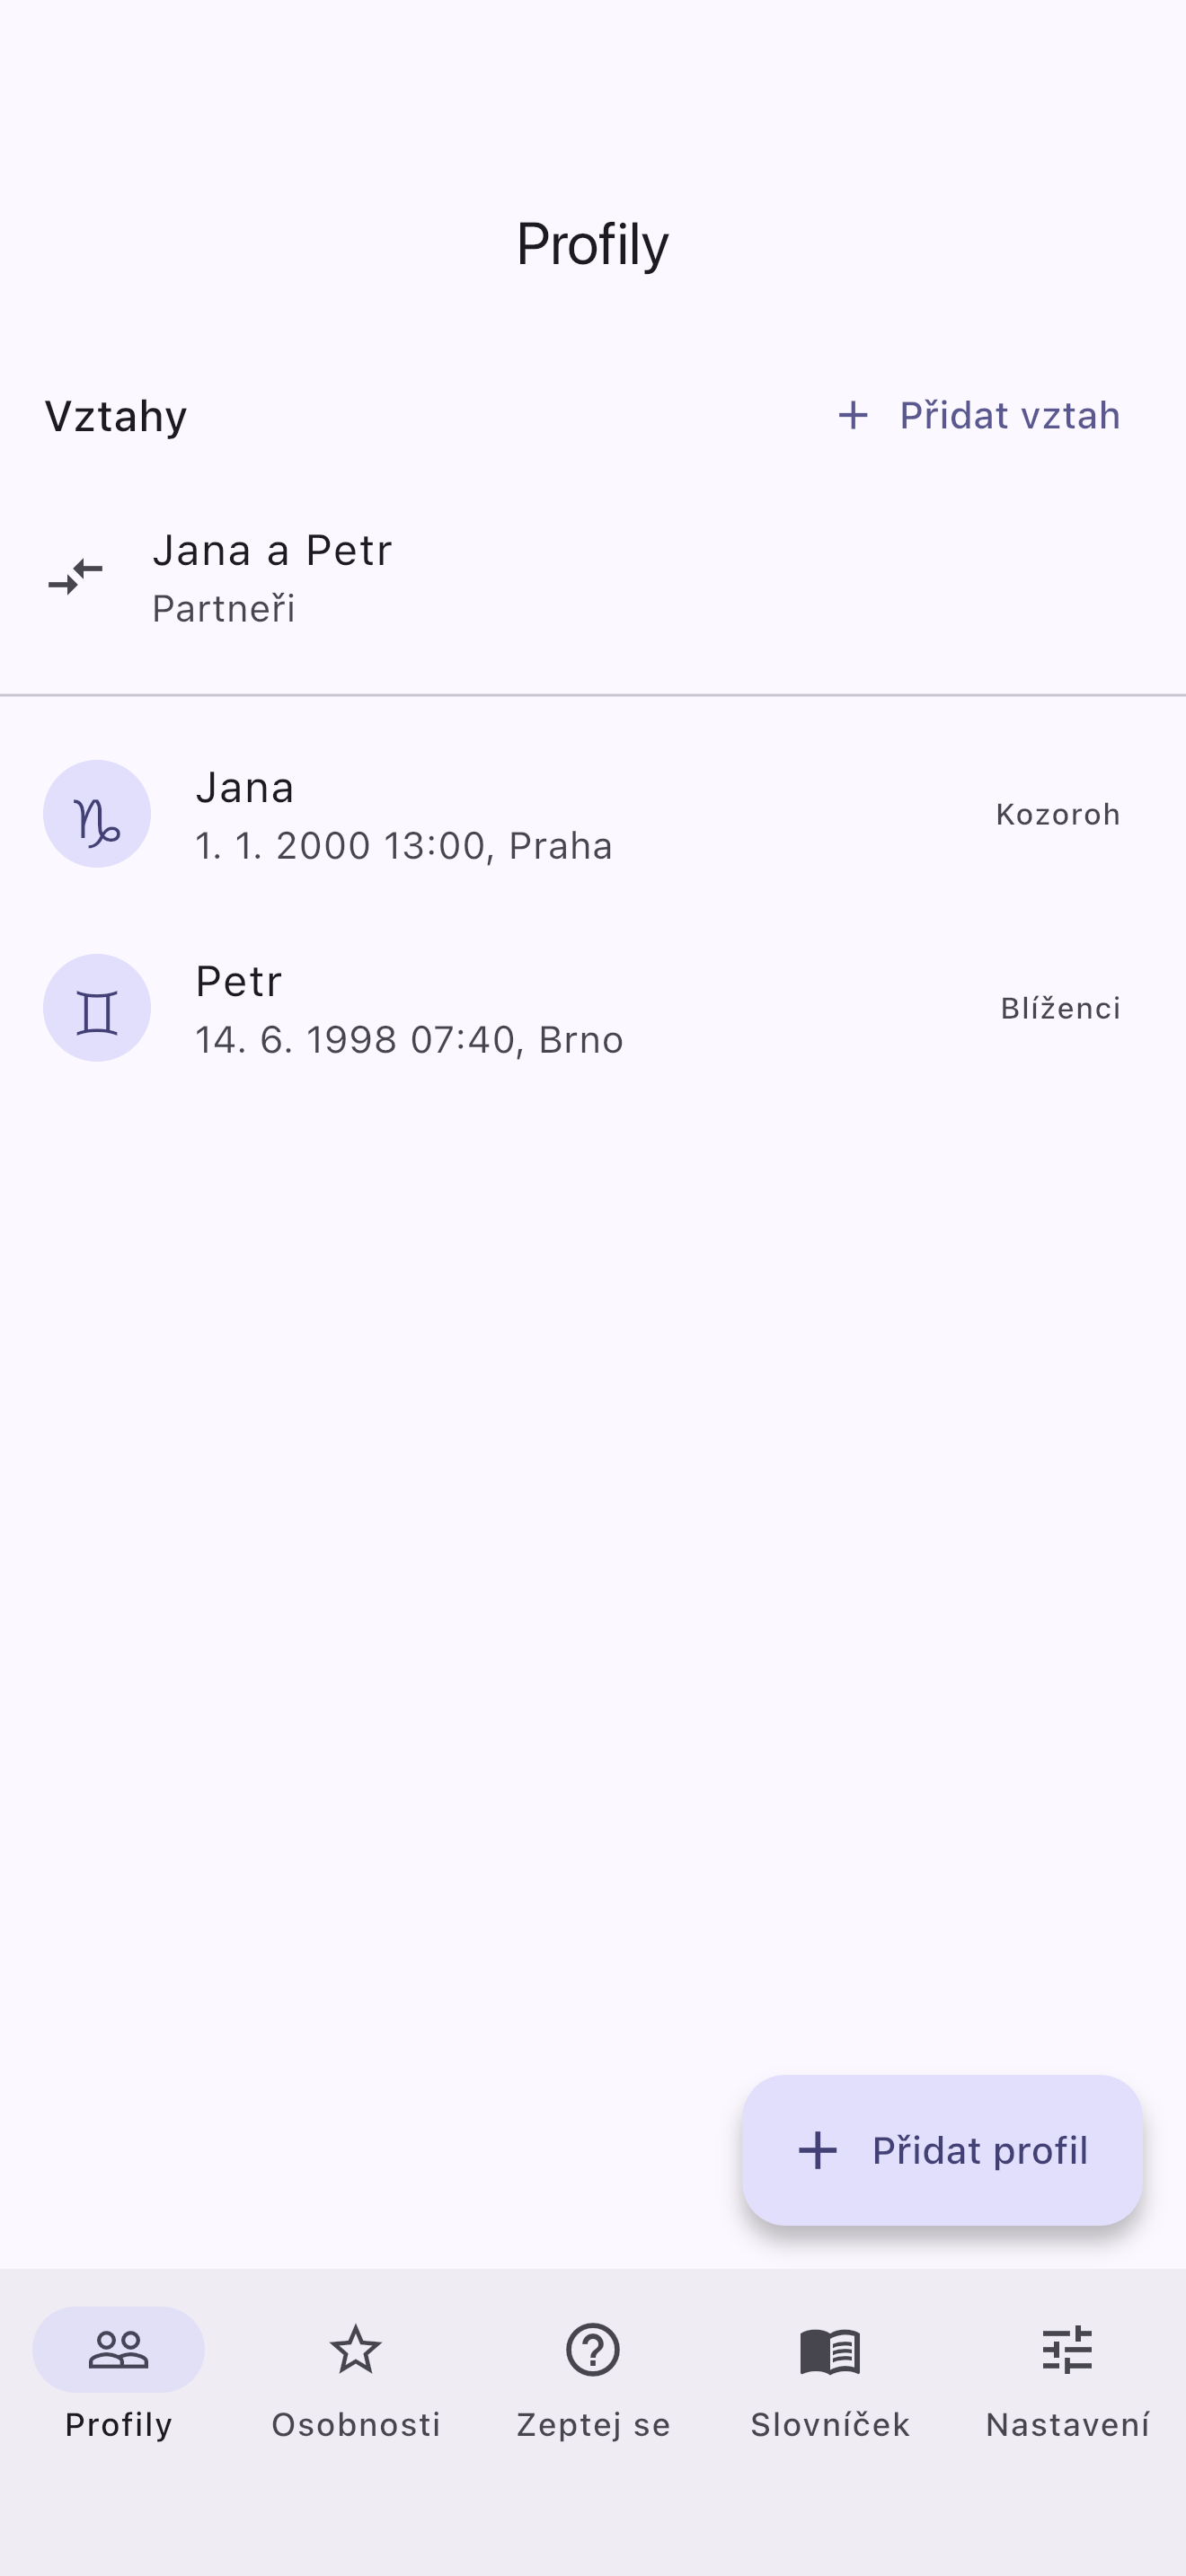 Profily
Vztahy
+ Přidat vztah
Jana a Petr
Partneři
♑︎
Jana
1. 1. 2000 13:00, Praha
Kozoroh
♊︎
Petr
14. 6. 1998 07:40, Brno
Blíženci
+ Přidat profil
Profily
Osobnosti
Zeptej se
Slovníček
Nastavení